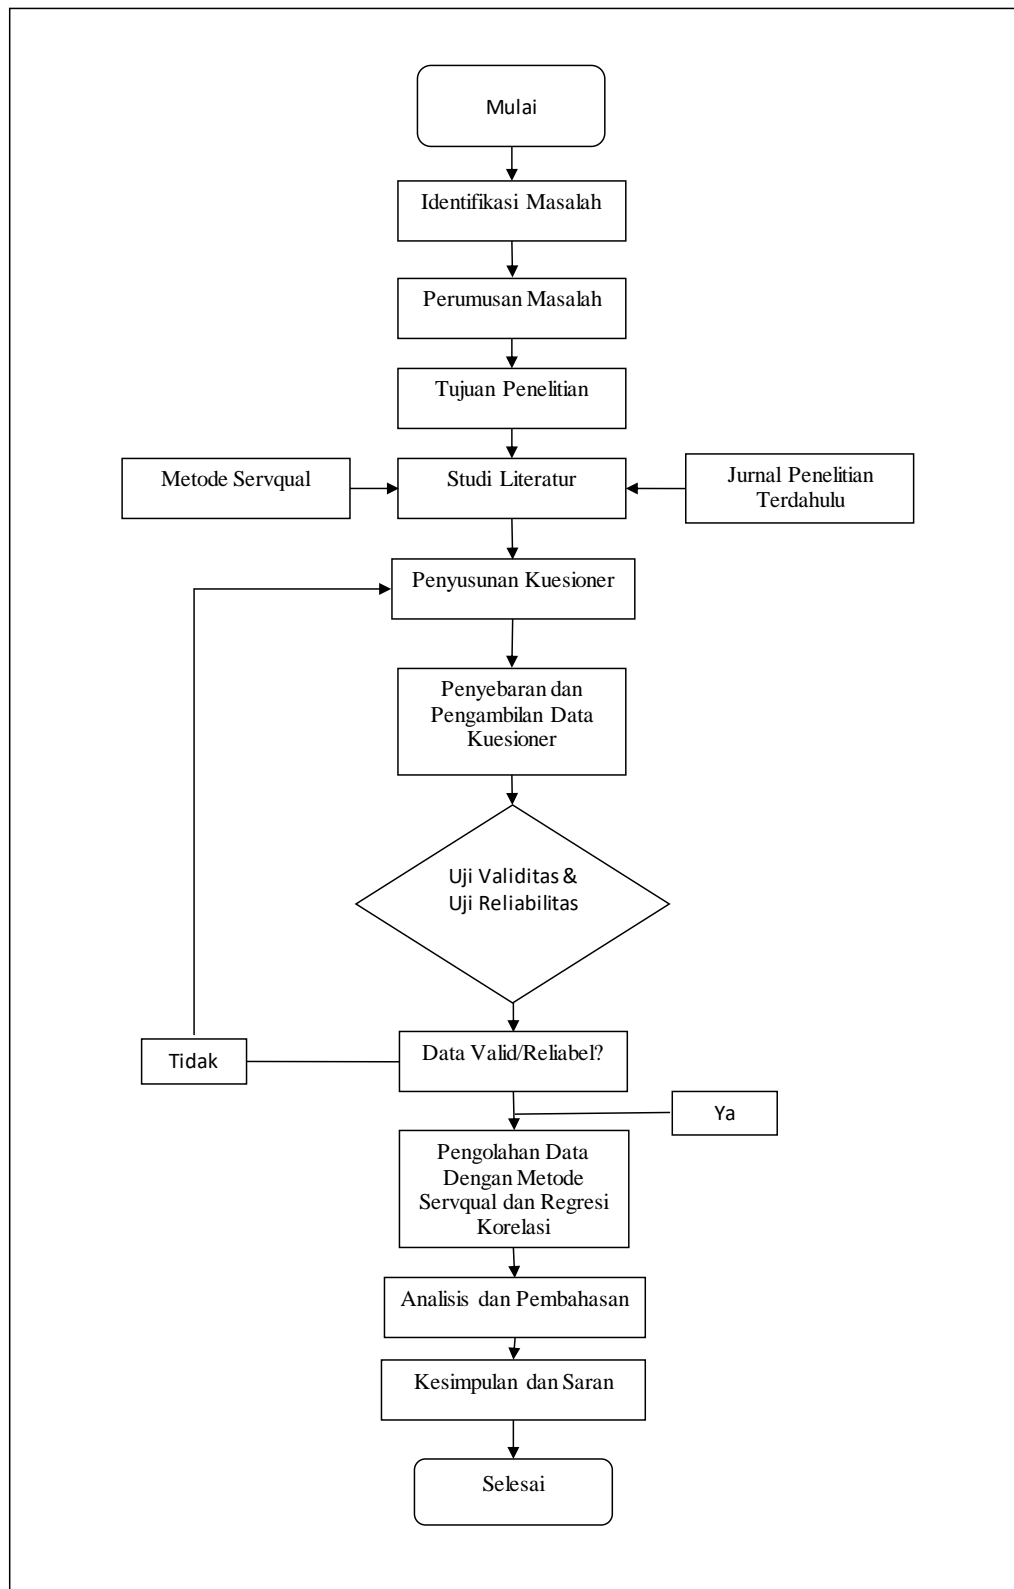 Mulai
Identifikasi Masalah
Perumusan Masalah
Tujuan Penelitian
Metode Servqual
Studi Literatur
Jurnal Penelitian
Terdahulu
Penyusunan Kuesioner
Penyebaran dan
Pengambilan Data
Kuesioner
Uji Validitas &
Uji Reliabilitas
Tidak
Data Valid/Reliabel?
Ya
Pengolahan Data
Dengan Metode
Servqual dan Regresi
Korelasi
Analisis dan Pembahasan
Kesimpulan dan Saran
Selesai